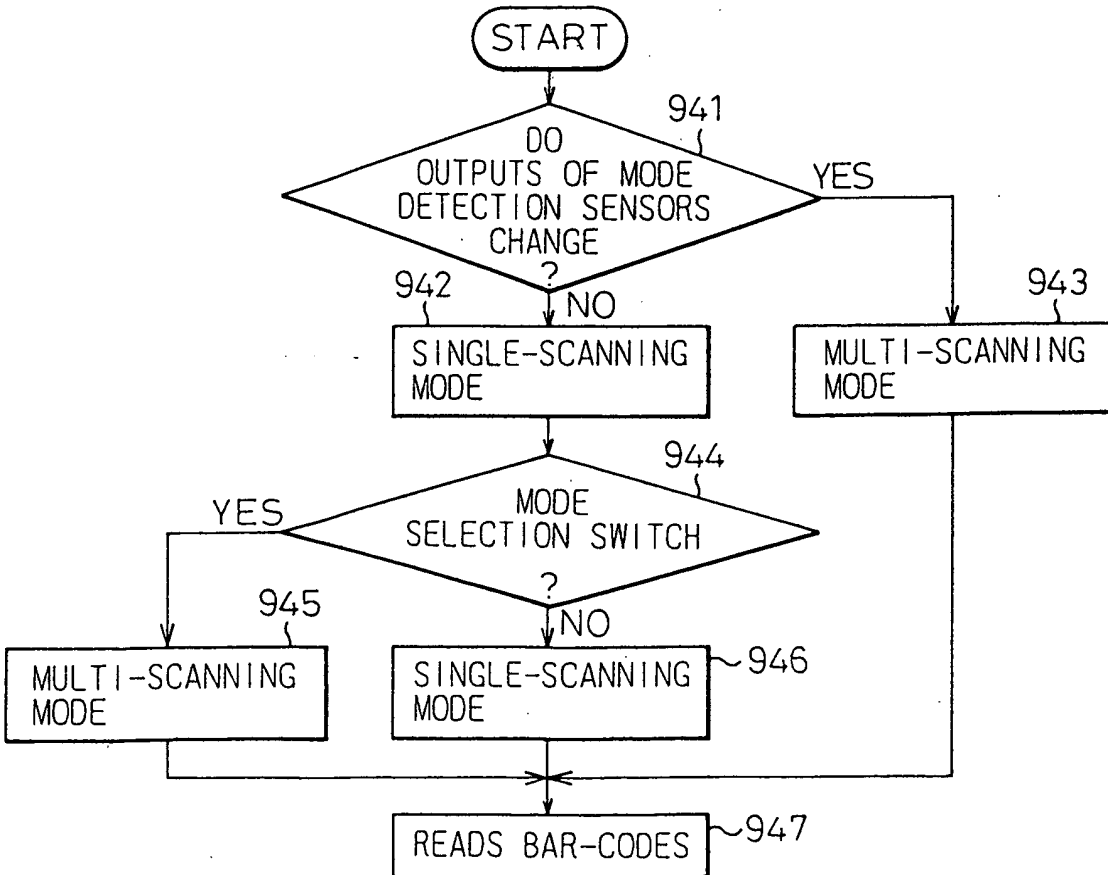 START
941
DO
OUTPUTS OF MODE
DETECTION SENSORS
CHANGE
?
YES
942
NO
943
SINGLE-SCANNING
MODE
MULTI-SCANNING
MODE
944
MODE
SELECTION SWITCH
?
YES
NO
945
MULTI-SCANNING
MODE
SINGLE-SCANNING
MODE
946
READS BAR-CODES
947